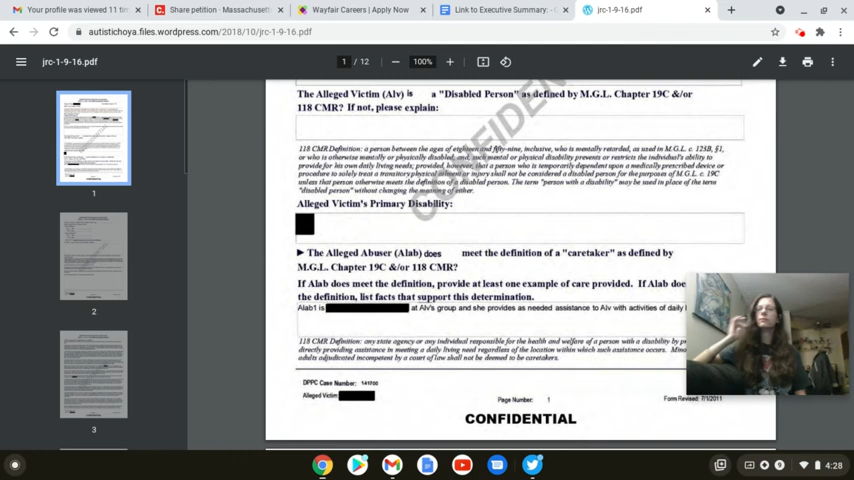 Your profile was viewed 11 tim
Share petition · Massachusett
Wayfair Careers | Apply Now
Link to Executive Summary: -
jrc-1-9-16.pdf
autistichoya.files.wordpress.com/2018/10/jrc-1-9-16.pdf
jrc-1-9-16.pdf
1 / 12
100%
The Alleged Victim (Alv) is a "Disabled Person" as defined by M.G.L. Chapter 19C &/or
118 CMR? If not, please explain:
118 CMR Definition: a person between the ages of eighteen and fifty-nine, inclusive, who is mentally retarded, as used in M.G.L. c. 123B, §1,
or who is otherwise mentally or physically disabled, and such mental or physical disability prevents or restricts the individual's ability to
provide for his own daily living needs; provided, however, that a person who is temporarily dependent upon a medically prescribed device or
procedure to solely treat a transitory physical illness or injury shall not be considered a disabled person for the purposes of M.G.L. c. 19C
unless that person otherwise meets the definition of a disabled person. The term "person with a disability" may be used in place of the term
"disabled person" without changing the meaning of either.
CONFIDEN
Alleged Victim's Primary Disability:
► The Alleged Abuser (Alab) does meet the definition of a "caretaker" as defined by
M.G.L. Chapter 19C &/or 118 CMR?
If Alab does meet the definition, provide at least one example of care provided. If Alab doe
the definition, list facts that support this determination.
Alab1 is at Alv's group and she provides as needed assistance to Alv with activities of daily l
118 CMR Definition: any state agency or any individual responsible for the health and welfare of a person with a disability by pr
directly providing assistance in meeting a daily living need regardless of the location within which such assistance occurs. Mino
adults adjudicated incompetent by a court of law shall not be deemed to be caretakers.
DPPC Case Number: 141700
Alleged Victim:
Page Number: 1
Form Revised: 7/1/2011
CONFIDENTIAL
1
2
3
9
4:28